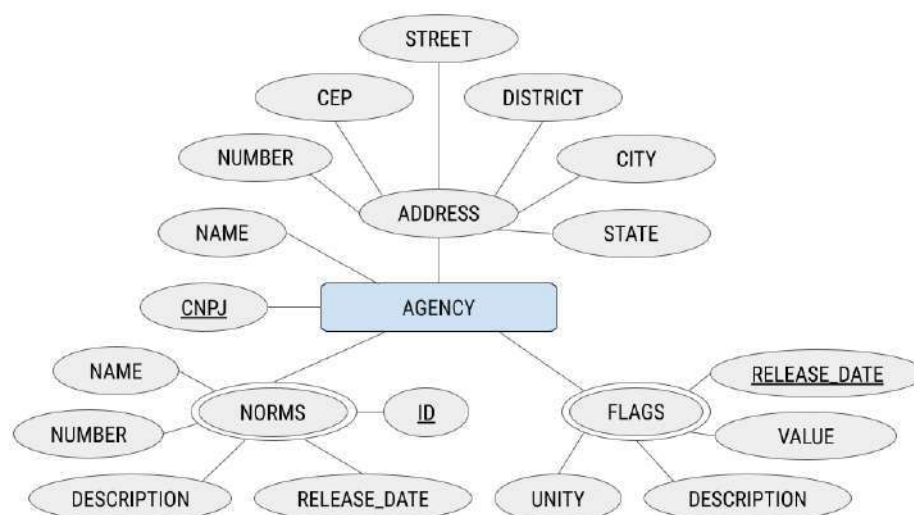 STREET
CEP
DISTRICT
NUMBER
CITY
ADDRESS
NAME
STATE
CNPJ
AGENCY
NAME
RELEASE_DATE
NORMS
ID
FLAGS
NUMBER
VALUE
DESCRIPTION
RELEASE_DATE
UNITY
DESCRIPTION